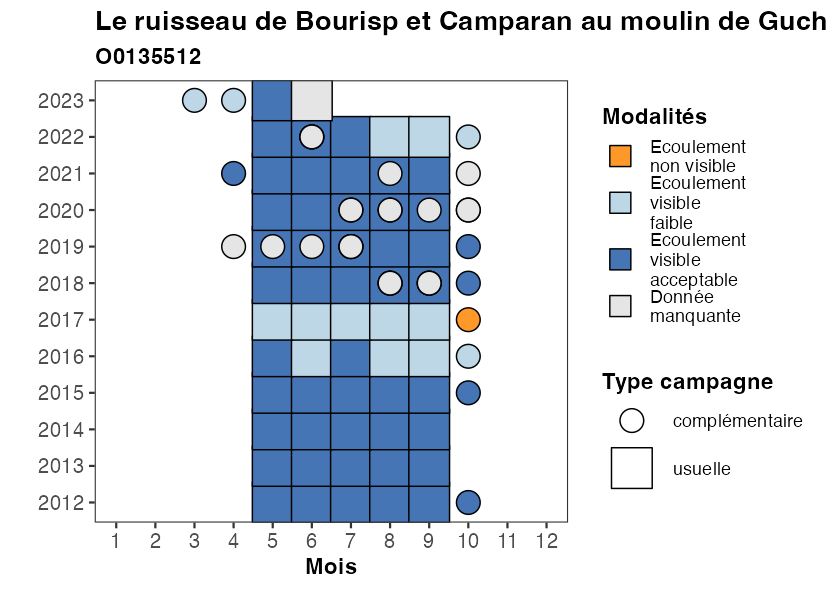 Le ruisseau de Bourisp et Camparan au moulin de Guch
O0135512
2023
2022
2021
2020
2019
2018
2017
2016
2015
2014
2013
2012
1 2 3 4 5 6 7 8 9 10 11 12
Mois
Modalités
Ecoulement
non visible
Ecoulement
visible
faible
Ecoulement
visible
acceptable
Donnée
manquante
Type campagne
complémentaire
usuelle